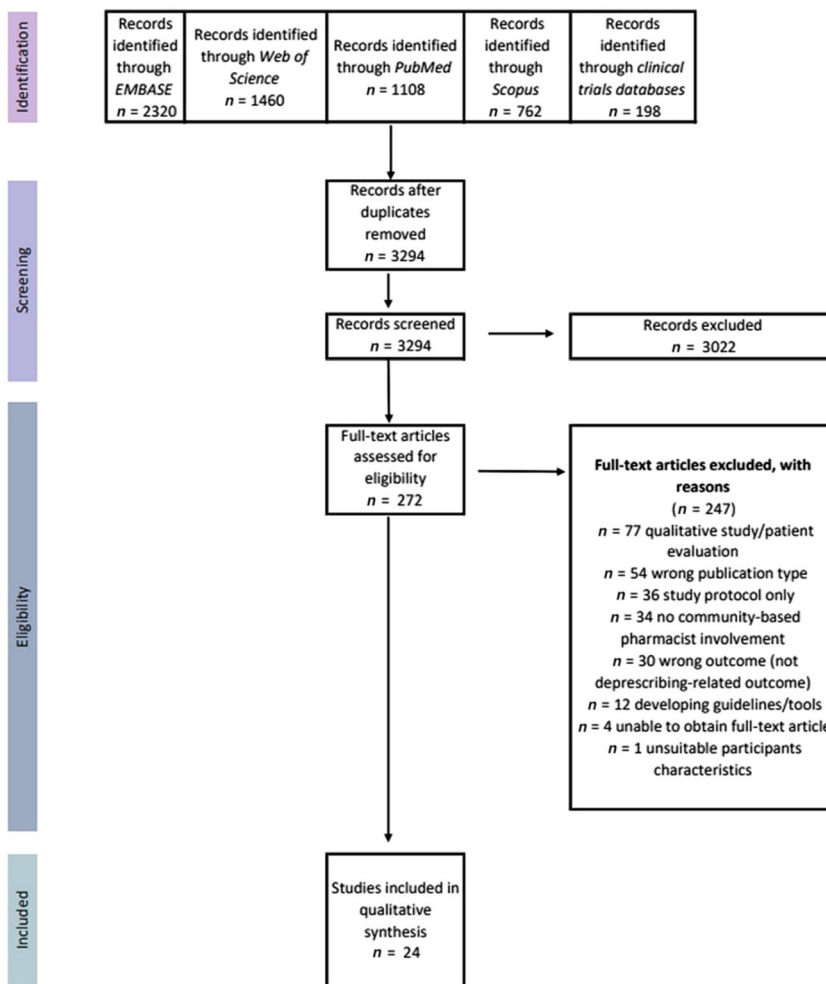 Identification
Records
identified
through
EMBASE
n = 2320
Records identified
through Web of
Science
n = 1460
Records identified
through PubMed
n = 1108
Records
identified
through
Scopus
n = 762
Records
identified
through clinical
trials databases
n = 198
Screening
Records after
duplicates
removed
n = 3294
Records screened
n = 3294
Records excluded
n = 3022
Eligibility
Full-text articles
assessed for
eligibility
n = 272
Full-text articles excluded, with
reasons
(n = 247)
n = 77 qualitative study/patient
evaluation
n = 54 wrong publication type
n = 36 study protocol only
n = 34 no community-based
pharmacist involvement
n = 30 wrong outcome (not
deprescribing-related outcome)
n = 12 developing guidelines/tools
n = 4 unable to obtain full-text article
n = 1 unsuitable participants
characteristics
Included
Studies included in
qualitative
synthesis
n = 24